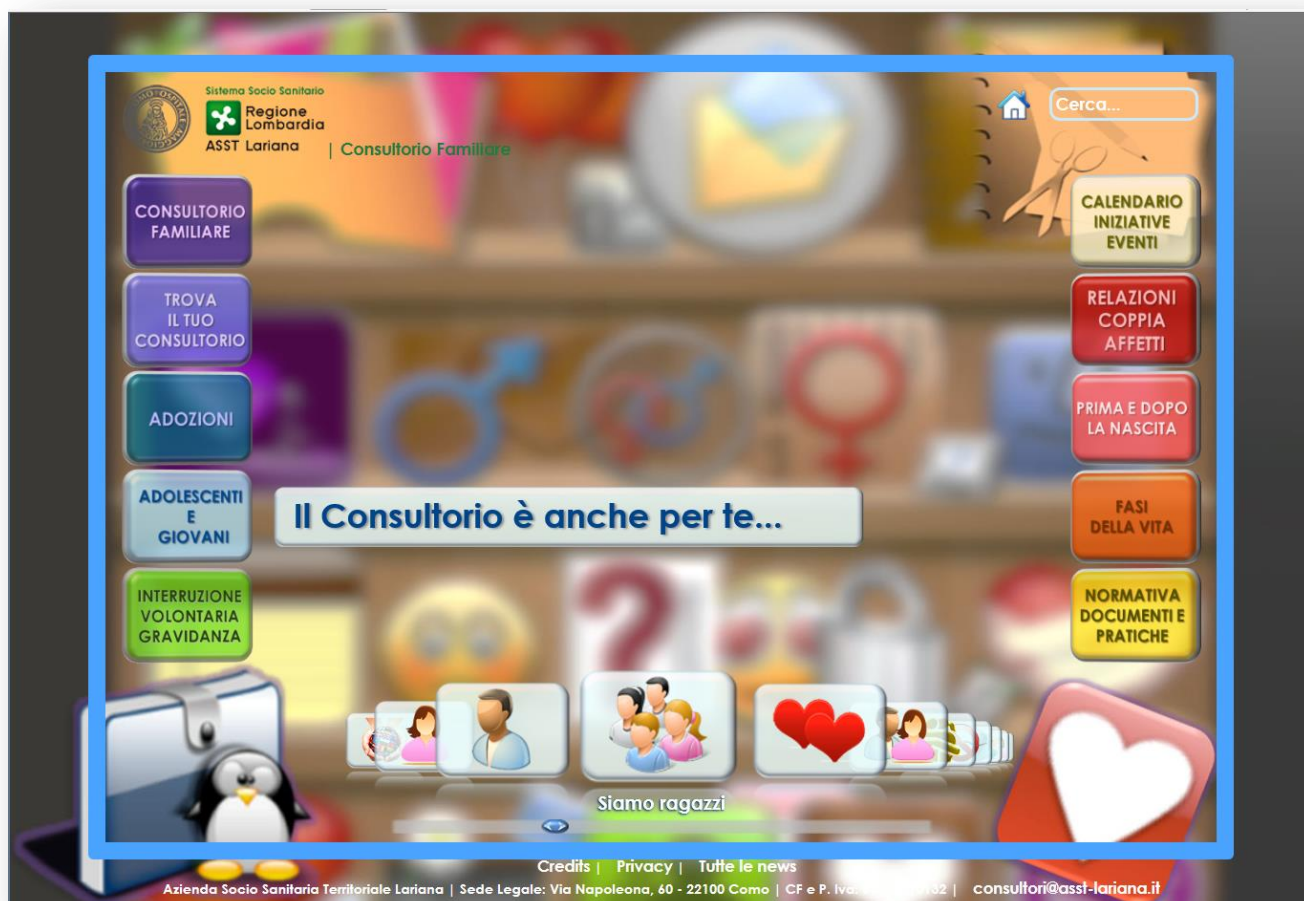 Sistema Socio Sanitario
Regione
Lombardia
ASST Lariana | Consultorio Familiare
Cerca...
CONSULTORIO
FAMILIARE
TROVA
IL TUO
CONSULTORIO
ADOZIONI
ADOLESCENTI
E
GIOVANI
INTERRUZIONE
VOLONTARIA
GRAVIDANZA
Il Consultorio è anche per te...
CALENDARIO
INIZIATIVE
EVENTI
RELAZIONI
COPPIA
AFFETTI
PRIMA E DOPO
LA NASCITA
FASI
DELLA VITA
NORMATIVA
DOCUMENTI E
PRATICHE
Siamo ragazzi
Credits | Privacy | Tutte le news
Azienda Socio Sanitaria Territoriale Lariana | Sede Legale: Via Napoleona, 60 - 22100 Como | CF e P. Iva: | consultori@asst-lariana.it